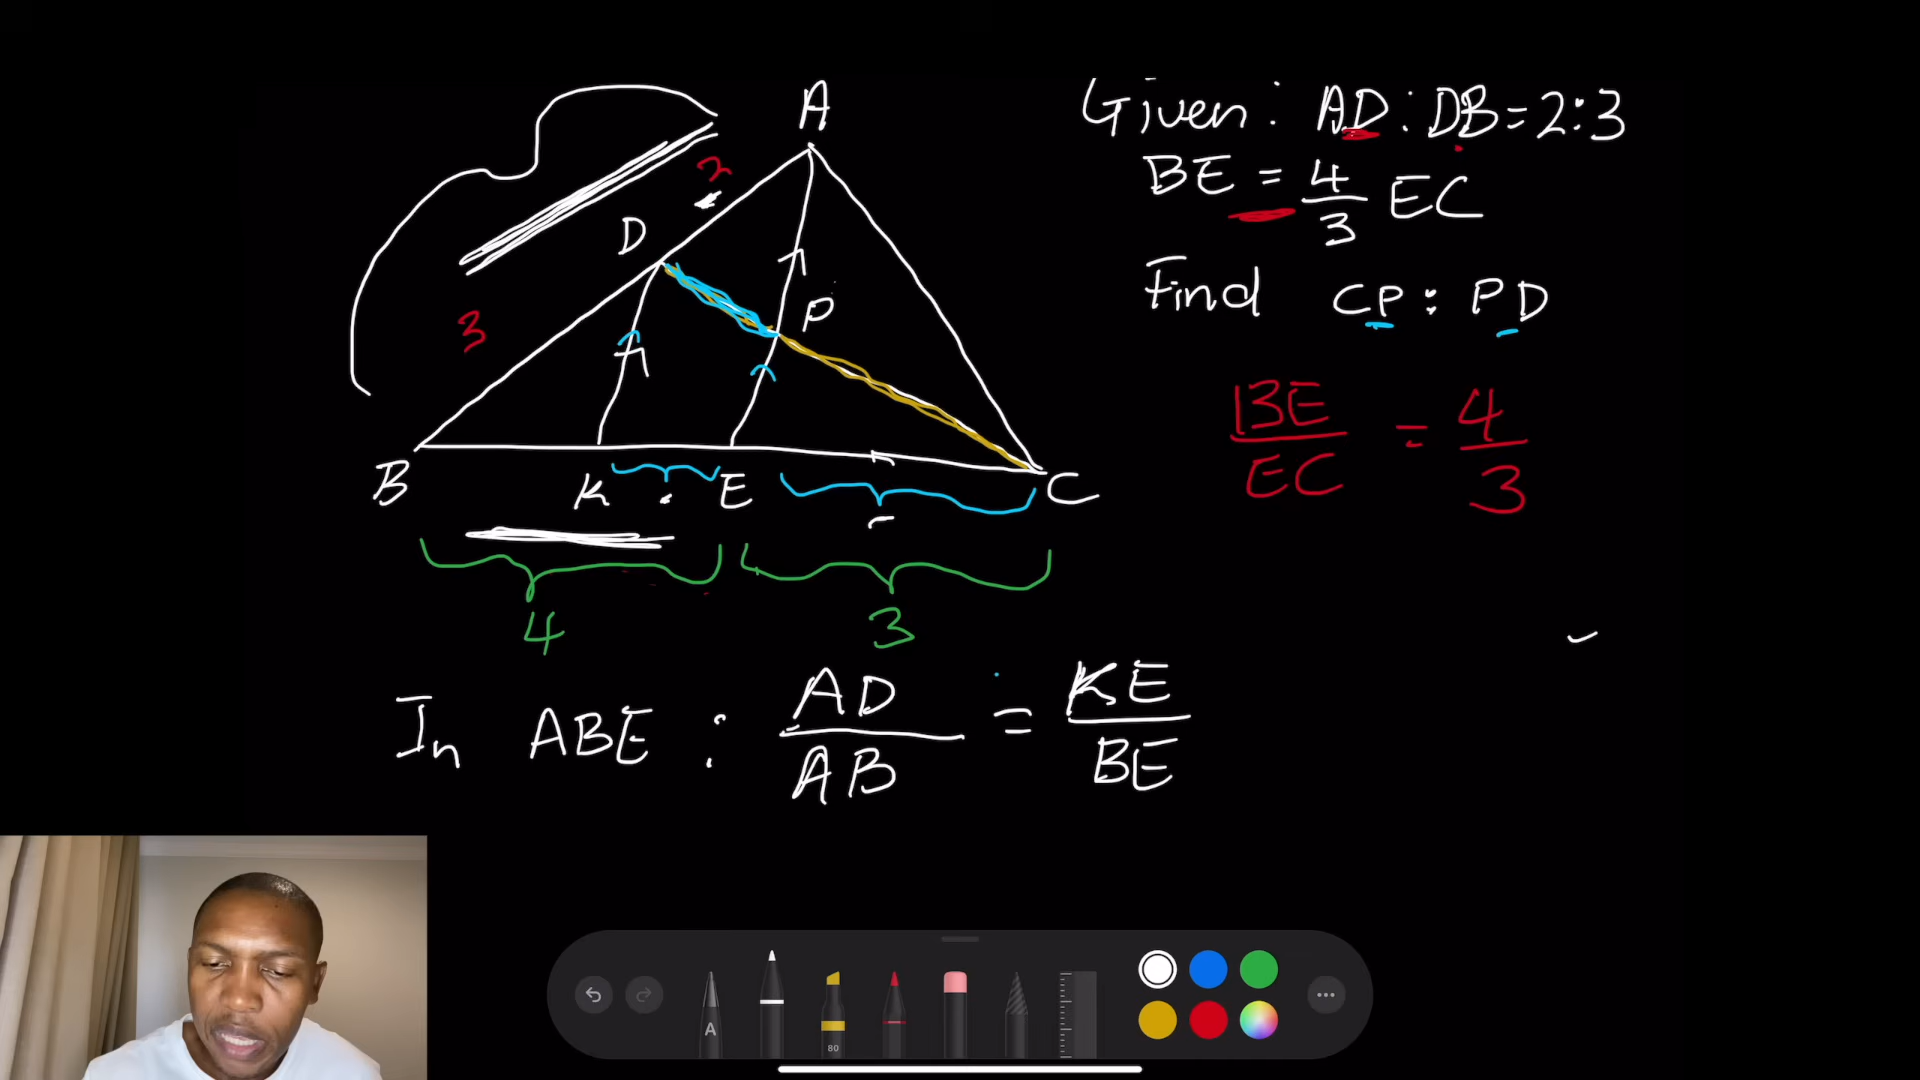 Given: AD:DB=2:3
BE = 4/3 EC
Find CP:PD
BE/EC = 4/3
A
2
D
3
P
B K E C
4 3
In ABE: AD/AB = KE/BE
A
80